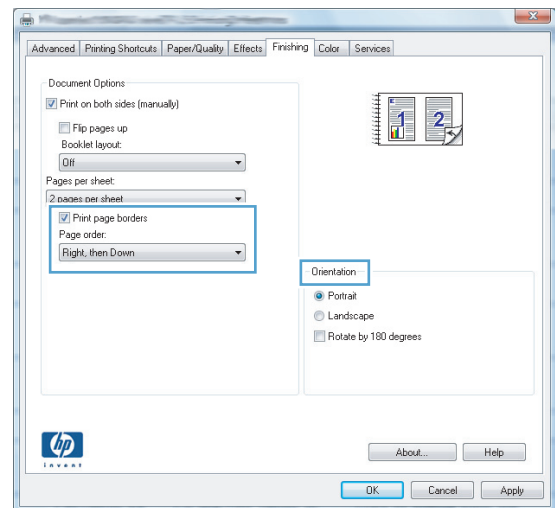 Advanced Printing Shortcuts Paper/Quality Effects Finishing Color Services
Document Options
Print on both sides (manually)
Flip pages up
Booklet layout:
Off
Pages per sheet:
2 pages per sheet
Print page borders
Page order:
Right, then Down
1 2
Orientation
Portrait
Landscape
Rotate by 180 degrees
hp
invent
About... Help
OK Cancel Apply